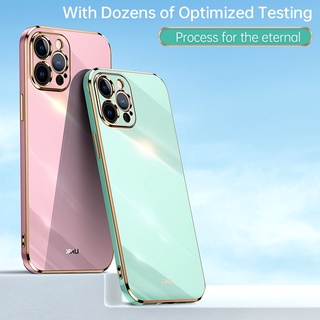 With Dozens of Optimized Testing
Process for the eternal